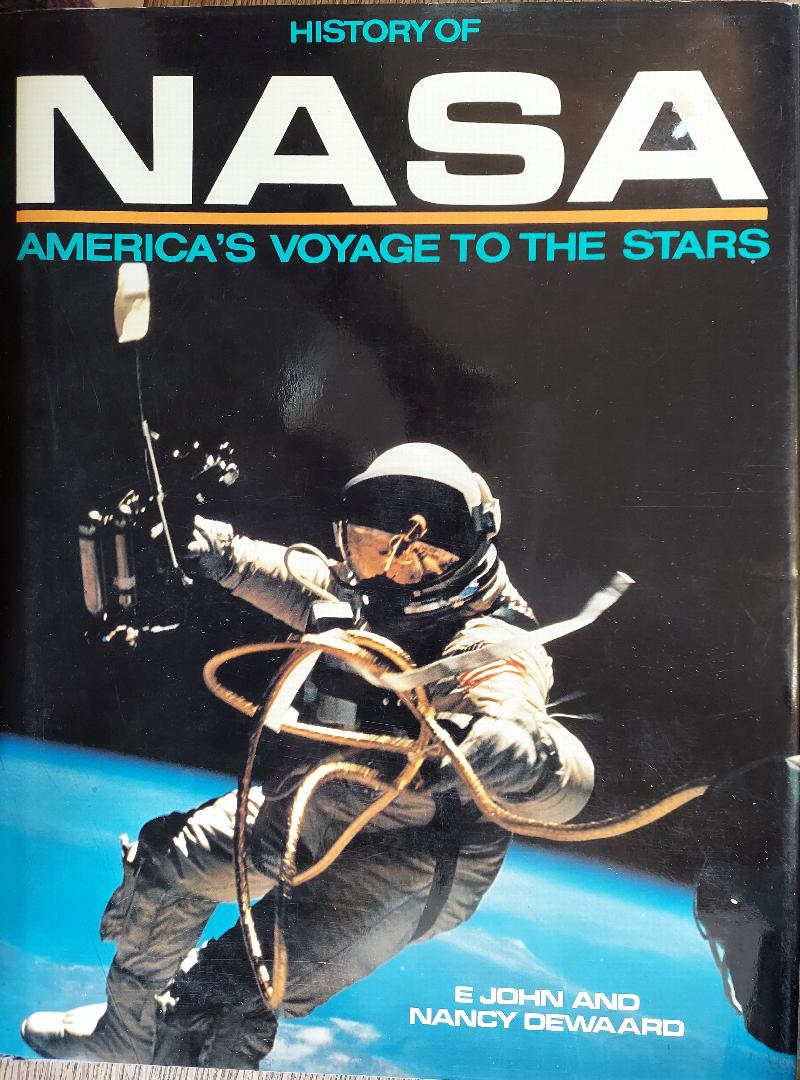 HISTORY OF
NASA
AMERICA'S VOYAGE TO THE STARS
E JOHN AND
NANCY DEWAARD